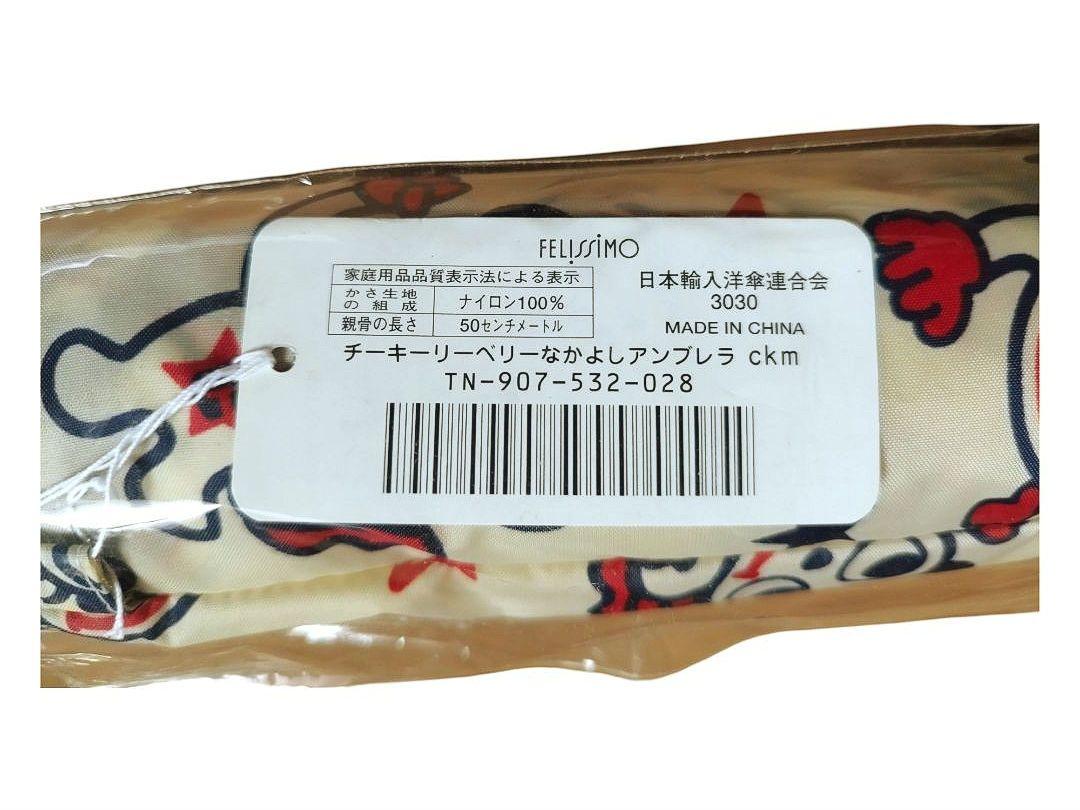 FELISSIMO
家庭用品品質表示法による表示
かさ生地の組成 ナイロン100%
親骨の長さ 50センチメートル
日本輸入洋傘連合会
3030
MADE IN CHINA
チーキーリーベリーなかよしアンブレラ ckm
TN-907-532-028